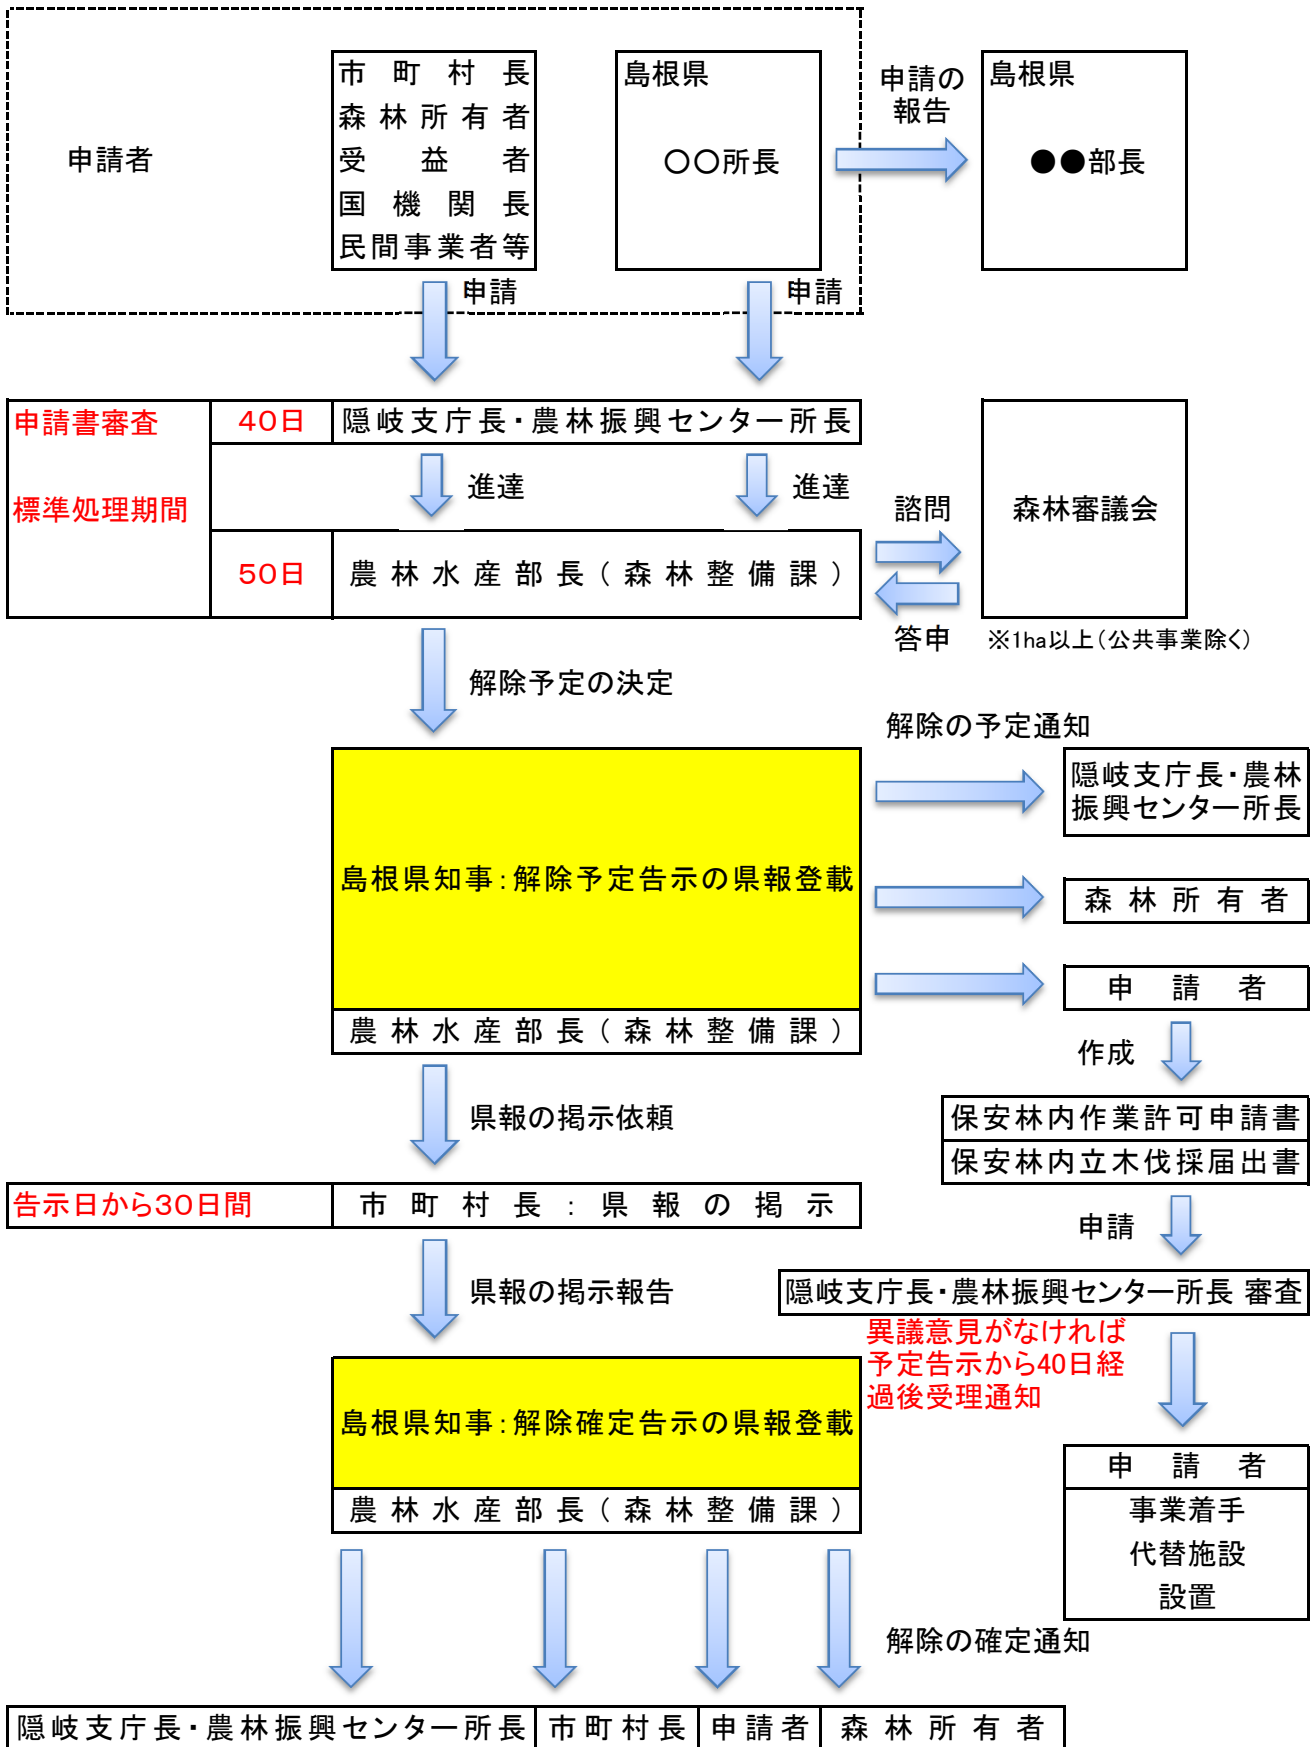 申請者
市町村長
森林所有者
受益者
国機関長
民間事業者等
島根県
〇〇所長
申請の
報告
島根県
●●部長
申請
申請
申請書審査
標準処理期間
40日
隠岐支庁長・農林振興センター所長
進達
進達
50日
農林水産部長（森林整備課）
諮問
答申
森林審議会
※1ha以上（公共事業除く）
解除予定の決定
解除の予定通知
島根県知事：解除予定告示の県報登載
農林水産部長（森林整備課）
隠岐支庁長・農林
振興センター所長
森林所有者
申請者
作成
保安林内作業許可申請書
保安林内立木伐採届出書
県報の掲示依頼
告示日から30日間
市町村長：県報の掲示
申請
県報の掲示報告
隠岐支庁長・農林振興センター所長 審査
異議意見がなければ
予定告示から40日経
過後受理通知
島根県知事：解除確定告示の県報登載
農林水産部長（森林整備課）
申請者
事業着手
代替施設
設置
解除の確定通知
隠岐支庁長・農林振興センター所長
市町村長
申請者
森林所有者